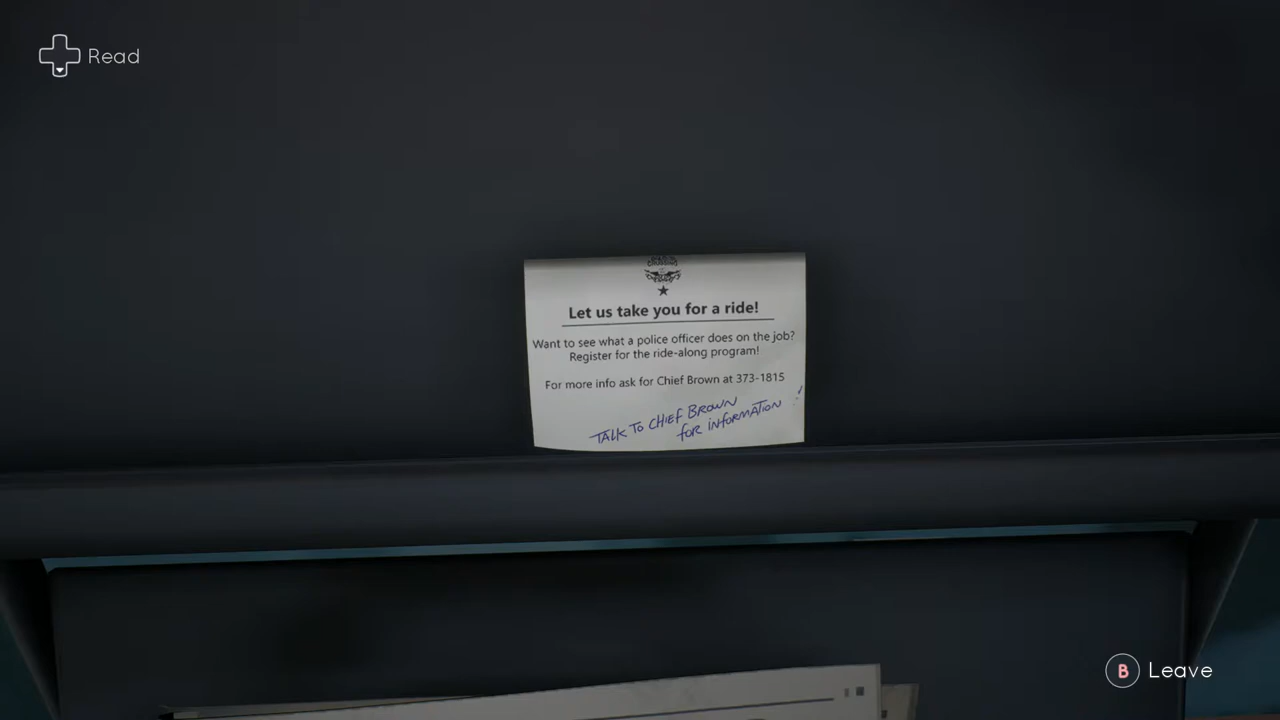 Read
Let us take you for a ride!
Want to see what a police officer does on the job?
Register for the ride-along program!
For more info ask for Chief Brown at 373-1815
TALK TO CHIEF BROWN
FOR INFORMATION !
B Leave